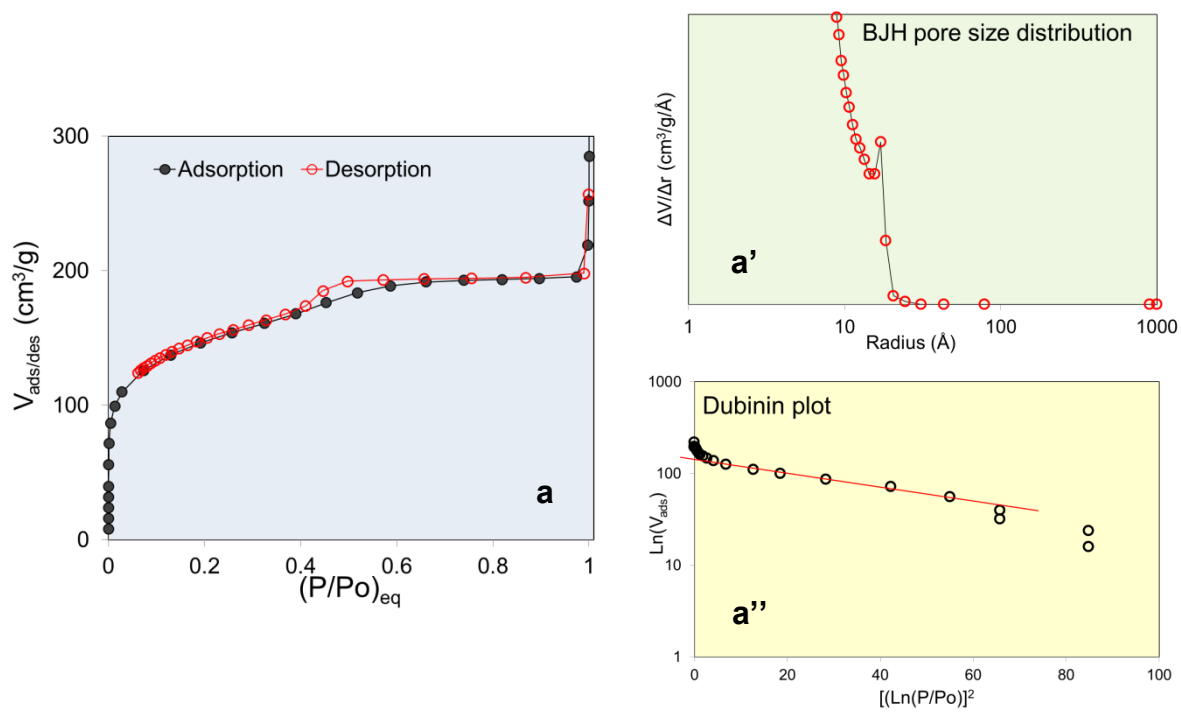 300
200
100
0
V_ads/des (cm³/g)
Adsorption
Desorption
a
0
0.2
0.4
0.6
0.8
1
(P/Po)_eq
BJH pore size distribution
ΔV/Δr (cm³/g/Å)
a'
1
10
100
1000
Radius (Å)
1000
100
10
1
Ln(V_ads)
Dubinin plot
a''
0
20
40
60
80
100
[(Ln(P/Po)]²